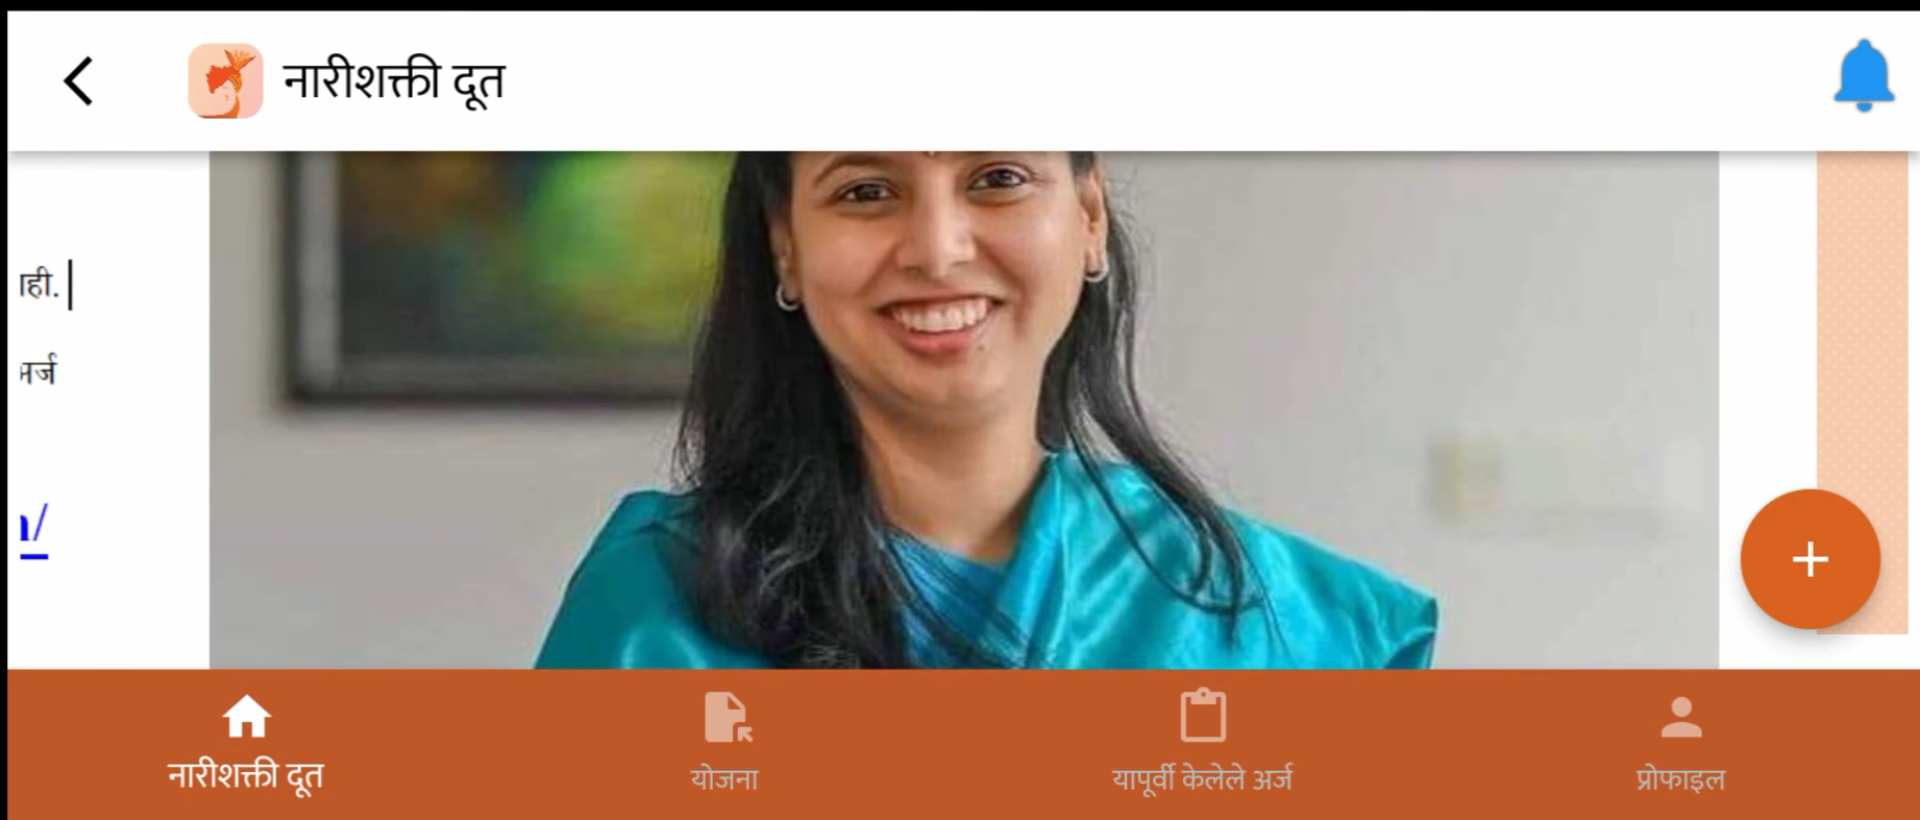 नारीशक्ती दूत
नारीशक्ती दूत
योजना
यापूर्वी केलेले अर्ज
प्रोफाइल